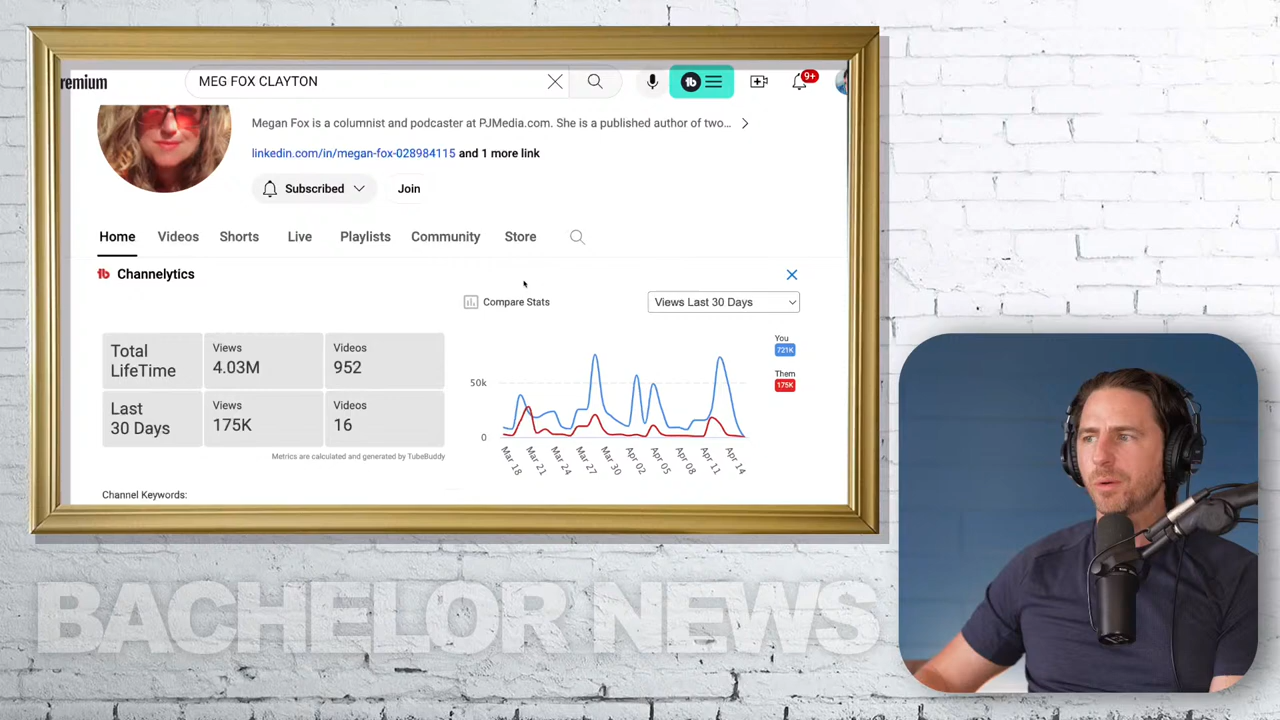 remium
MEG FOX CLAYTON
9+
Megan Fox is a columnist and podcaster at PJMedia.com. She is a published author of two…
linkedin.com/in/megan-fox-028984115 and 1 more link
Subscribed
Join
Home Videos Shorts Live Playlists Community Store
tb Channelytics
Compare Stats
Views Last 30 Days
Total LifeTime
Views
4.03M
Videos
952
Last 30 Days
Views
175K
Videos
16
Metrics are calculated and generated by TubeBuddy
50k
0
Mar 18 Mar 21 Mar 24 Mar 27 Mar 30 Apr 02 Apr 05 Apr 08 Apr 11 Apr 14
You
721K
Them
175K
Channel Keywords:
BACHELOR NEWS